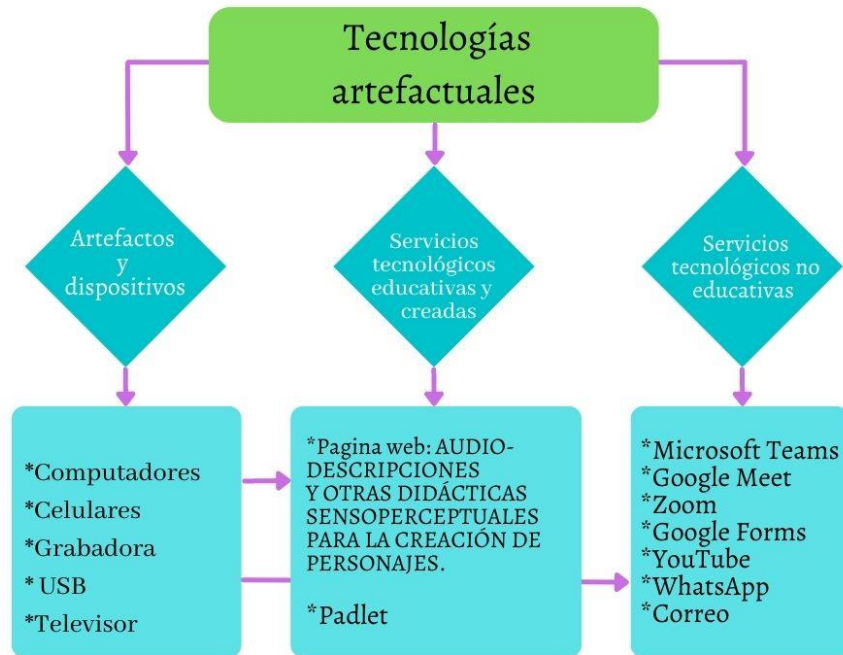 Tecnologías
artefactuales
Artefactos
y
dispositivos
Servicios
tecnológicos
educativas y
creadas
Servicios
tecnológicos no
educativas
*Computadores
*Celulares
*Grabadora
* USB
*Televisor
*Pagina web: AUDIO-
DESCRIPCIONES
Y OTRAS DIDÁCTICAS
SENSOPERCEPTUALES
PARA LA CREACIÓN DE
PERSONAJES.
*Padlet
*Microsoft Teams
*Google Meet
*Zoom
*Google Forms
*YouTube
*WhatsApp
*Correo